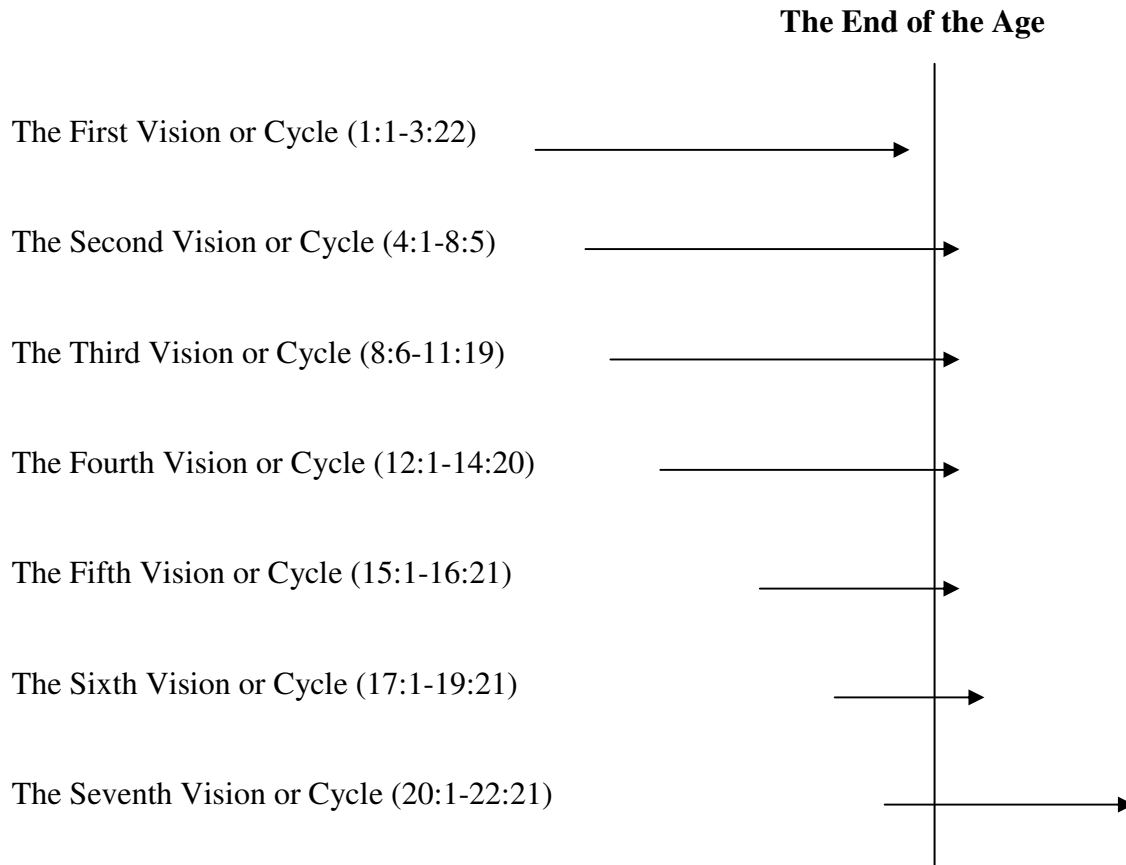 The End of the Age
The First Vision or Cycle (1:1-3:22)
The Second Vision or Cycle (4:1-8:5)
The Third Vision or Cycle (8:6-11:19)
The Fourth Vision or Cycle (12:1-14:20)
The Fifth Vision or Cycle (15:1-16:21)
The Sixth Vision or Cycle (17:1-19:21)
The Seventh Vision or Cycle (20:1-22:21)